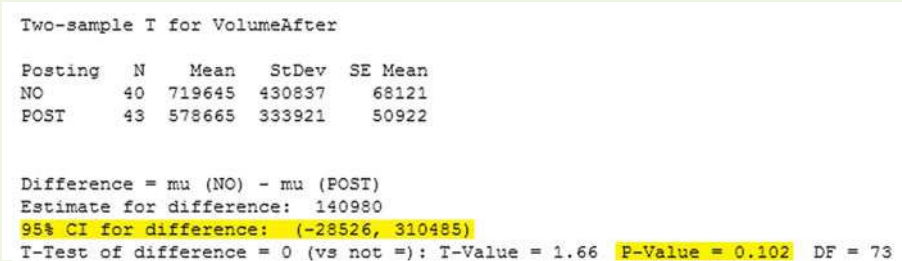 Two-sample T for VolumeAfter
Posting N Mean StDev SE Mean
NO 40 719645 430837 68121
POST 43 578665 333921 50922
Difference = mu (NO) - mu (POST)
Estimate for difference: 140980
95% CI for difference: (-28526, 310485)
T-Test of difference = 0 (vs not =): T-Value = 1.66 P-Value = 0.102 DF = 73